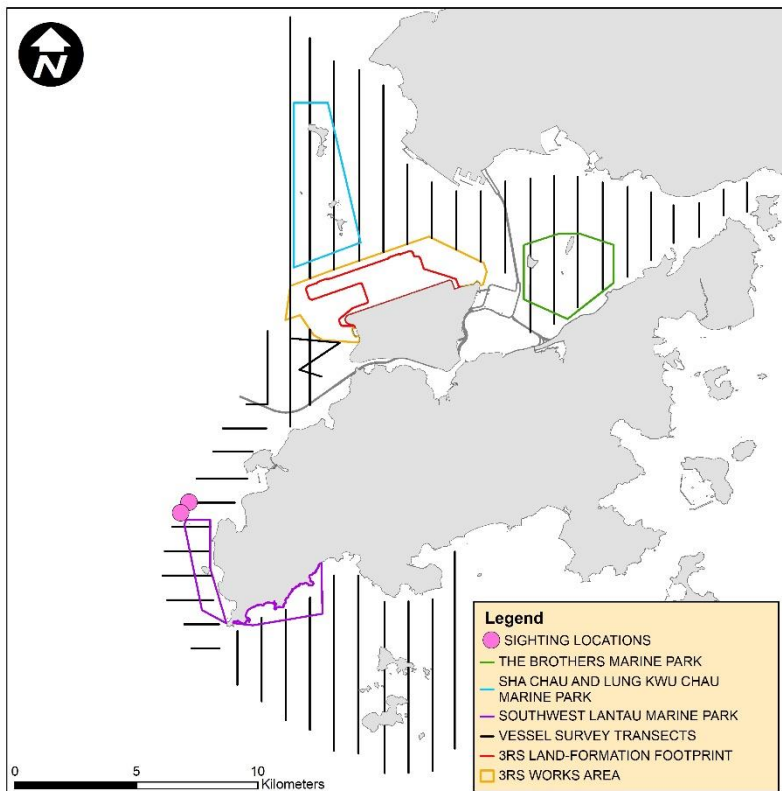 N
Legend
SIGHTING LOCATIONS
THE BROTHERS MARINE PARK
SHA CHAU AND LUNG KWU CHAU
MARINE PARK
SOUTHWEST LANTAU MARINE PARK
VESSEL SURVEY TRANSECTS
3RS LAND-FORMATION FOOTPRINT
3RS WORKS AREA
0 5 10
Kilometers